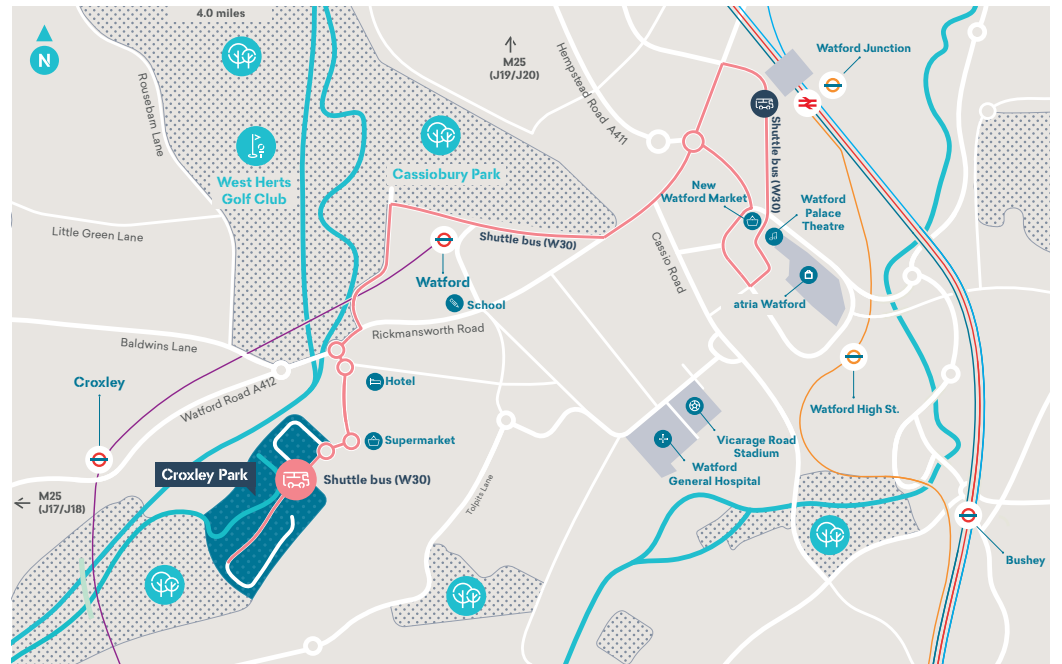 4.0 miles
N
M25
(J19/J20)
Hempstead Road A411
Watford Junction
Rousebarn Lane
West Herts
Golf Club
Cassiobury Park
Shuttle bus (W30)
New
Watford Market
Watford
Palace
Theatre
Little Green Lane
Shuttle bus (W30)
Cassio Road
Watford
School
atria Watford
Rickmansworth Road
Baldwins Lane
Croxley
Watford Road A412
Hotel
Watford High St.
Supermarket
Vicarage Road
Stadium
Watford
General Hospital
Croxley Park
Shuttle bus (W30)
Tolpits Lane
M25
(J17/J18)
Bushey